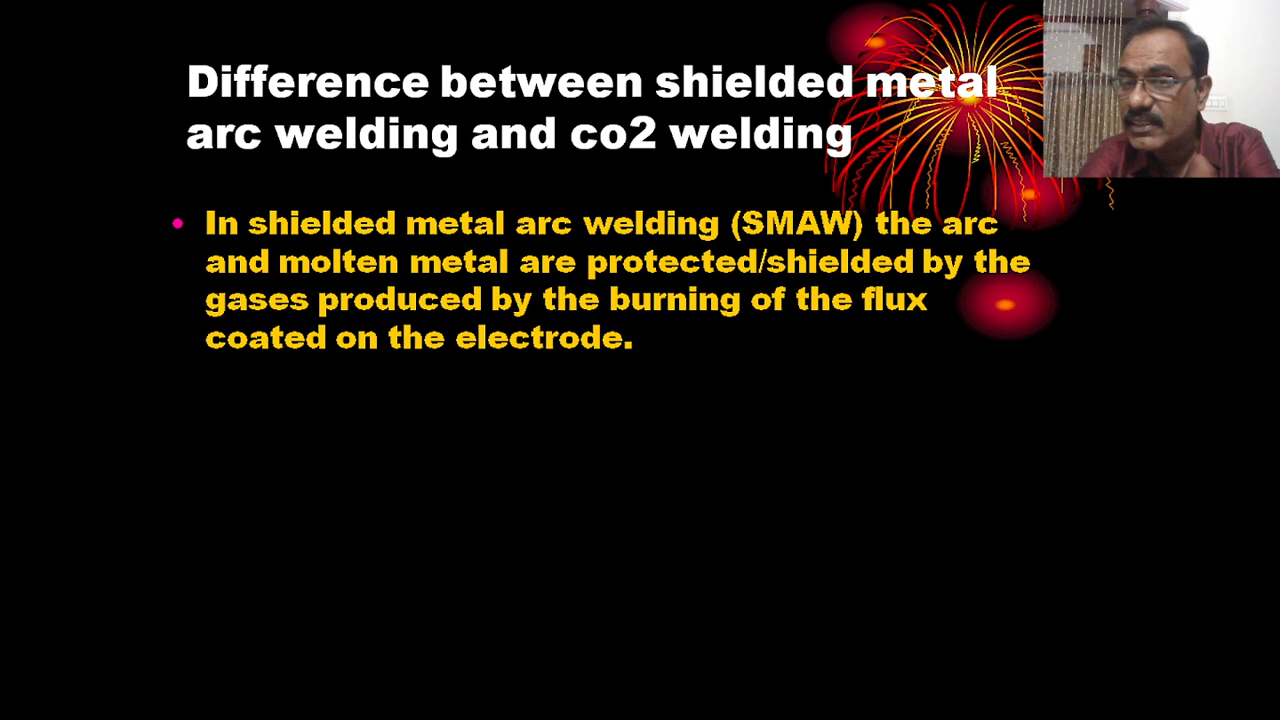 Difference between shielded metal
arc welding and co2 welding
• In shielded metal arc welding (SMAW) the arc
and molten metal are protected/shielded by the
gases produced by the burning of the flux
coated on the electrode.